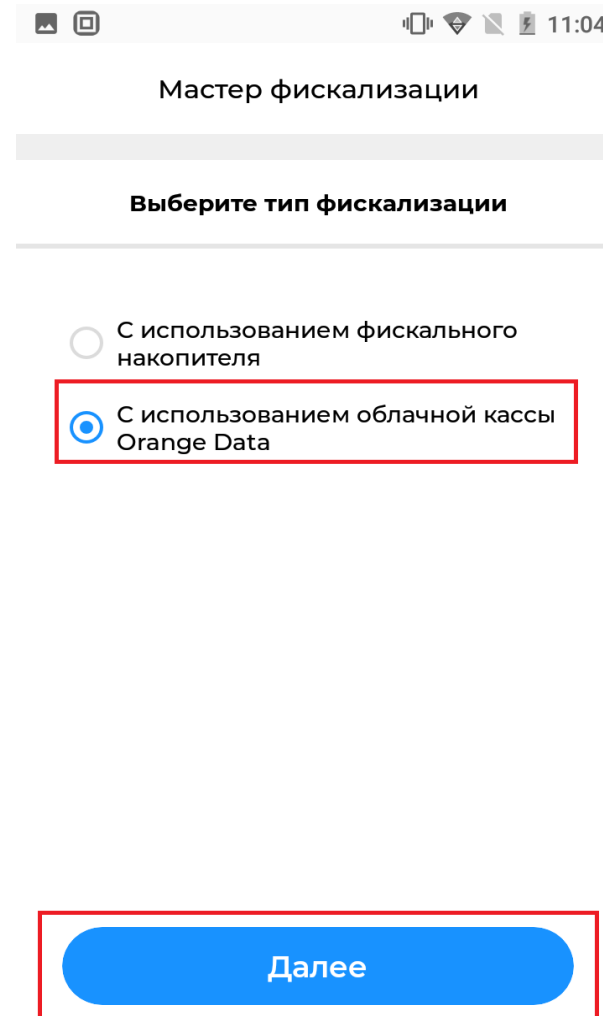 11:04
Мастер фискализации
Выберите тип фискализации
С использованием фискального
накопителя
С использованием облачной кассы
Orange Data
Далее